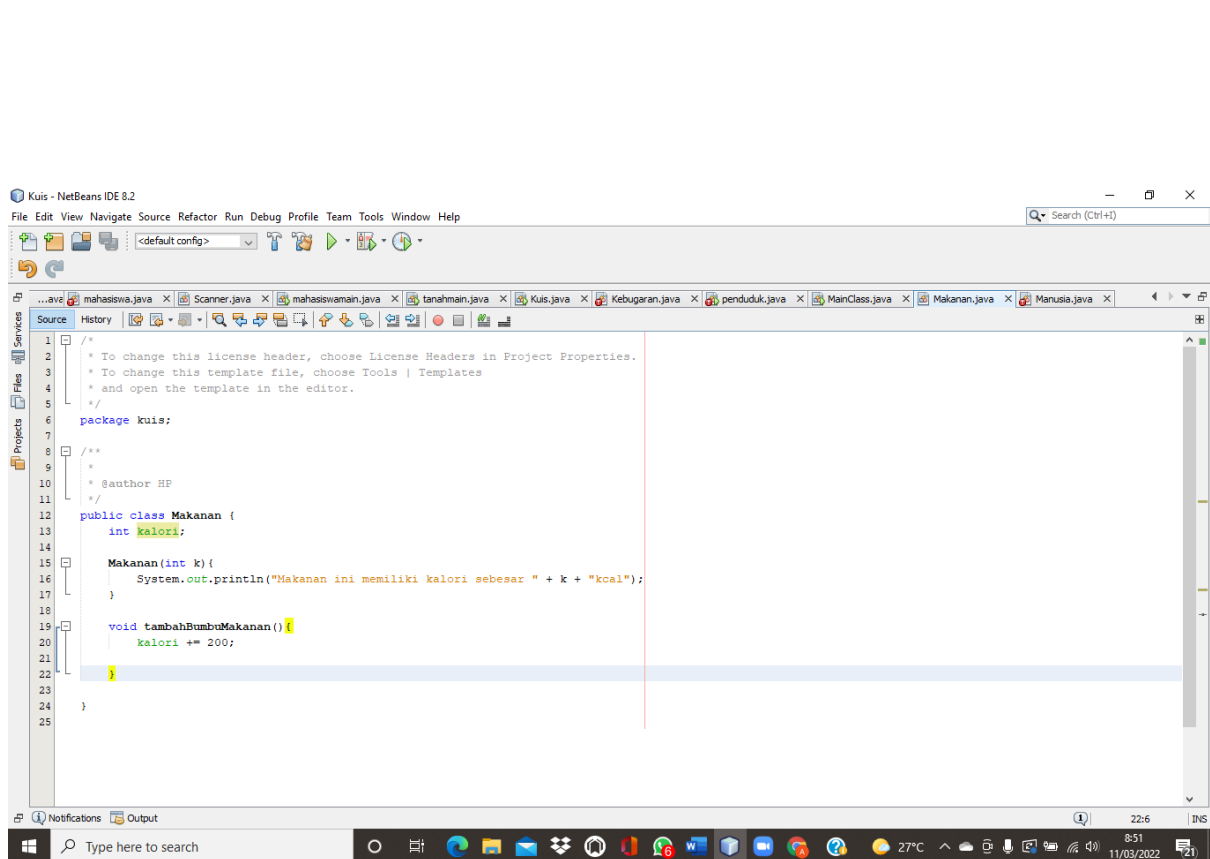 Kuis - NetBeans IDE 8.2
File Edit View Navigate Source Refactor Run Debug Profile Team Tools Window Help
Search (Ctrl+I)
<default config>
...ava mahasiswa.java Scanner.java mahasiswamain.java tanahmain.java Kuis.java Kebugaran.java penduduk.java MainClass.java Makanan.java Manusia.java
Source History
Services
Files
Projects
1 /*
2 * To change this license header, choose License Headers in Project Properties.
3 * To change this template file, choose Tools | Templates
4 * and open the template in the editor.
5 */
6 package kuis;
7
8 /**
9 *
10 * @author HP
11 */
12 public class Makanan {
13 int kalori;
14
15 Makanan(int k){
16 System.out.println("Makanan ini memiliki kalori sebesar " + k + "kcal");
17 }
18
19 void tambahBumbuMakanan(){
20 kalori += 200;
21
22 }
23
24 }
25
Notifications Output
1 22:6 INS
Type here to search
6
27°C
8:51
11/03/2022
21